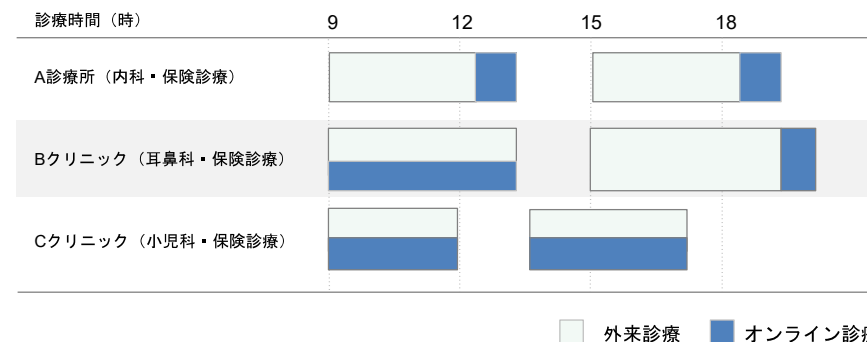 診療時間（時） 9 12 15 18
A診療所（内科・保険診療）
Bクリニック（耳鼻科・保険診療）
Cクリニック（小児科・保険診療）
外来診療 オンライン診